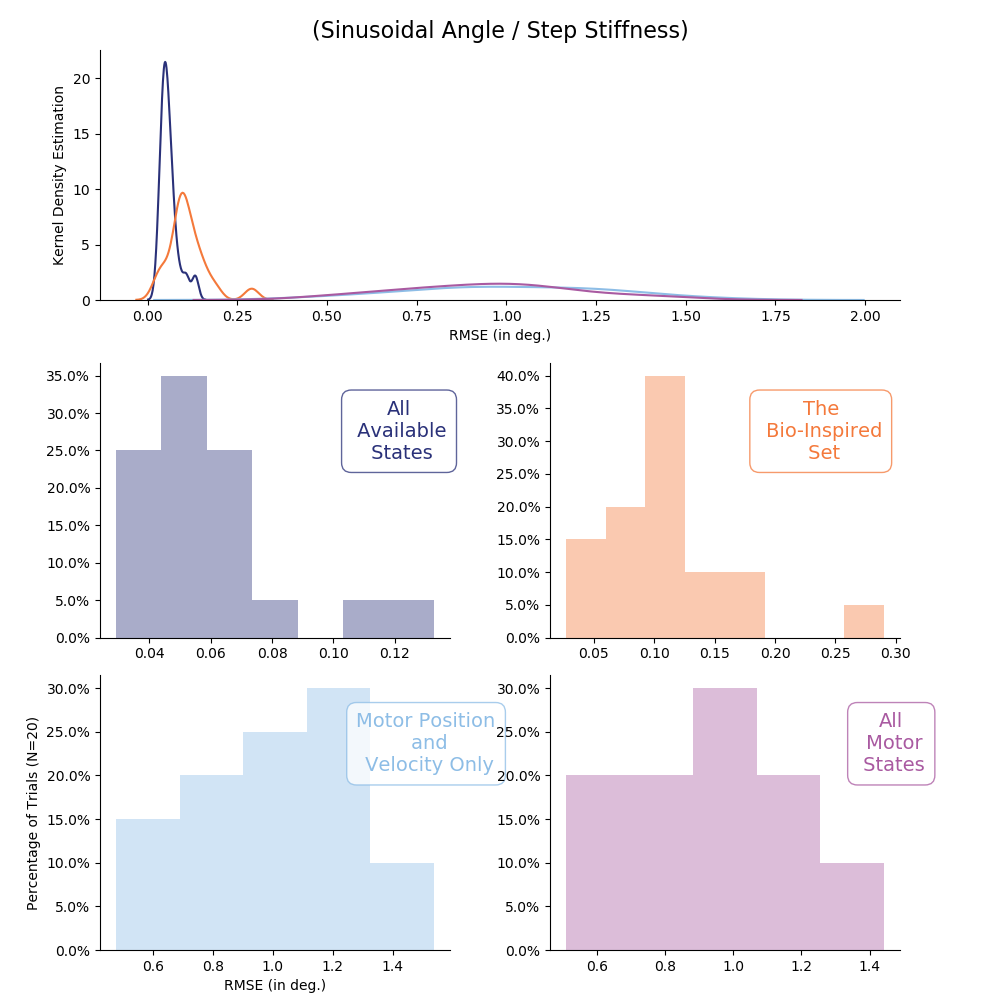 (Sinusoidal Angle / Step Stiffness)
Kernel Density Estimation
20
15
10
5
0
0.00 0.25 0.50 0.75 1.00 1.25 1.50 1.75 2.00
RMSE (in deg.)
35.0%
30.0%
25.0%
20.0%
15.0%
10.0%
5.0%
0.0%
0.04 0.06 0.08 0.10 0.12
All
Available
States
40.0%
35.0%
30.0%
25.0%
20.0%
15.0%
10.0%
5.0%
0.0%
0.05 0.10 0.15 0.20 0.25 0.30
The
Bio-Inspired
Set
Percentage of Trials (N=20)
30.0%
25.0%
20.0%
15.0%
10.0%
5.0%
0.0%
0.6 0.8 1.0 1.2 1.4
RMSE (in deg.)
Motor Position
and
Velocity Only
30.0%
25.0%
20.0%
15.0%
10.0%
5.0%
0.0%
0.6 0.8 1.0 1.2 1.4
All
Motor
States